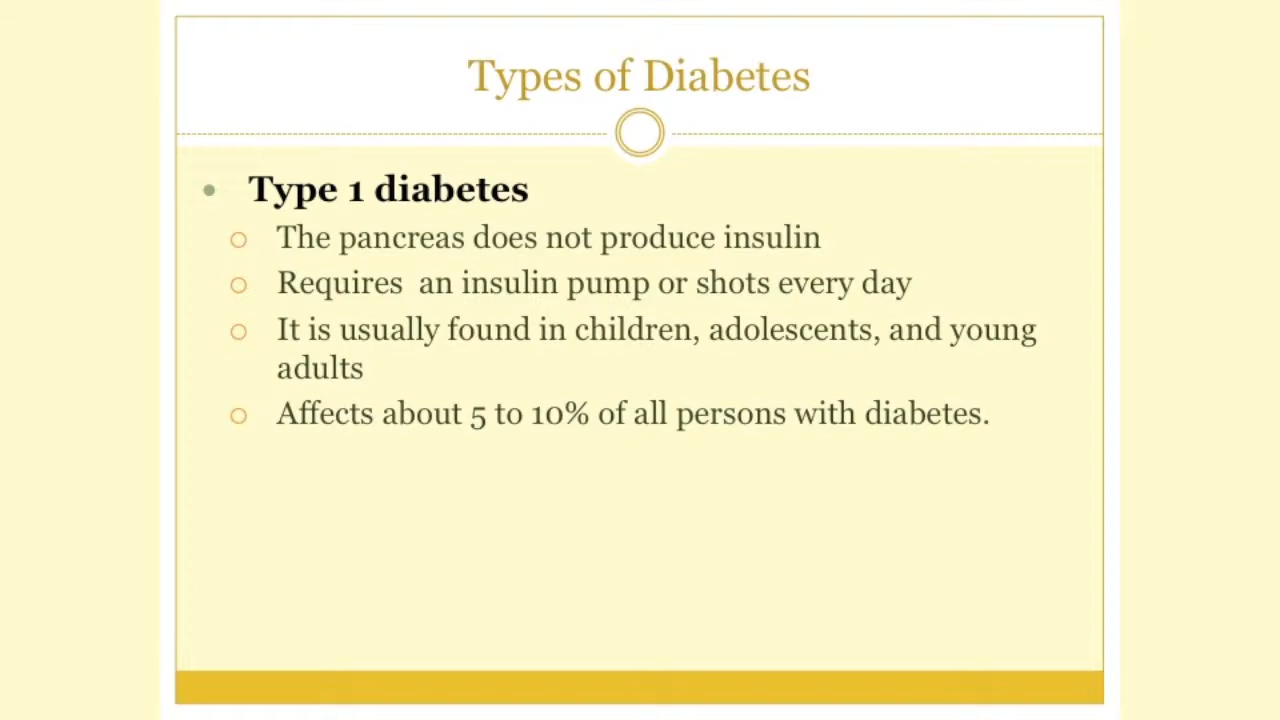 Types of Diabetes
• Type 1 diabetes
○ The pancreas does not produce insulin
○ Requires  an insulin pump or shots every day
○ It is usually found in children, adolescents, and young
adults
○ Affects about 5 to 10% of all persons with diabetes.